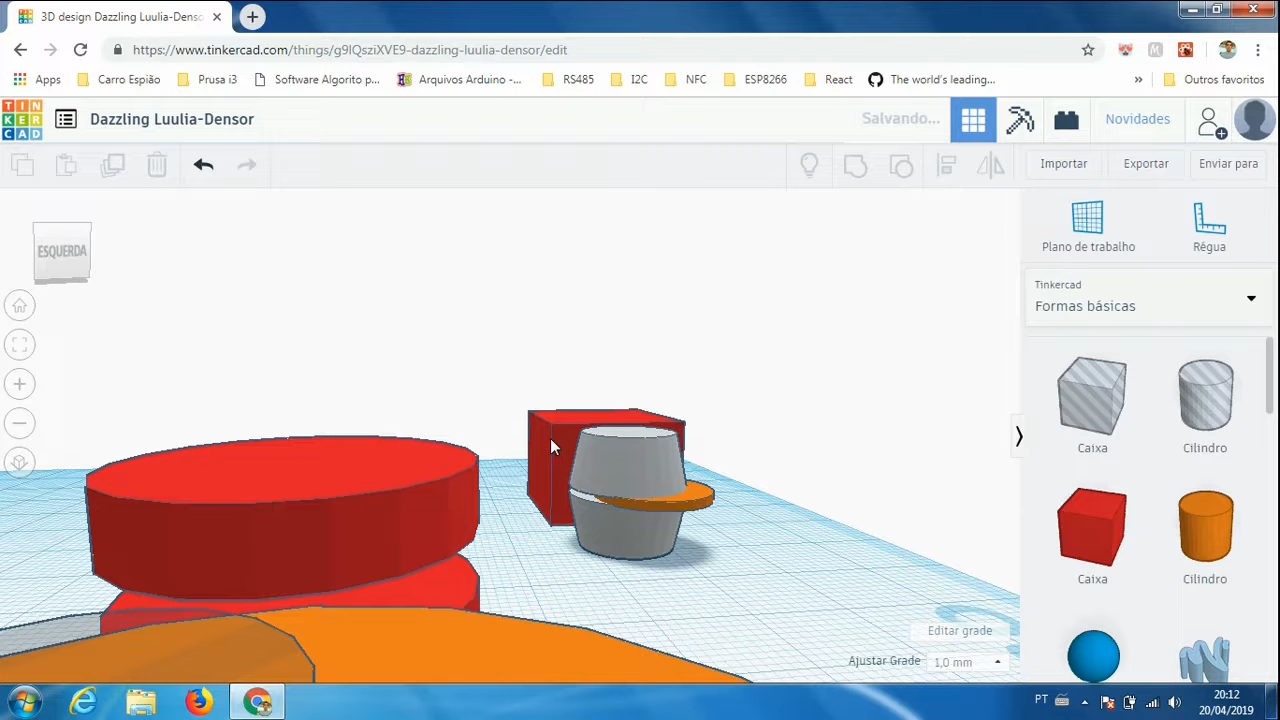 3D design Dazzling Luulia-Denso
https://www.tinkercad.com/things/g9lQsziXVE9-dazzling-luulia-densor/edit
Apps
Carro Espião
Prusa i3
Software Algorito p...
Arquivos Arduino -...
RS485
I2C
NFC
ESP8266
React
The world's leading...
»
Outros favoritos
TIN
KER
CAD
Dazzling Luulia-Densor
Salvando...
Novidades
Importar
Exportar
Enviar para
ESQUERDA
Plano de trabalho
Régua
Tinkercad
Formas básicas
Caixa
Cilindro
Caixa
Cilindro
Editar grade
Ajustar Grade
1,0 mm
PT
20:12
20/04/2019